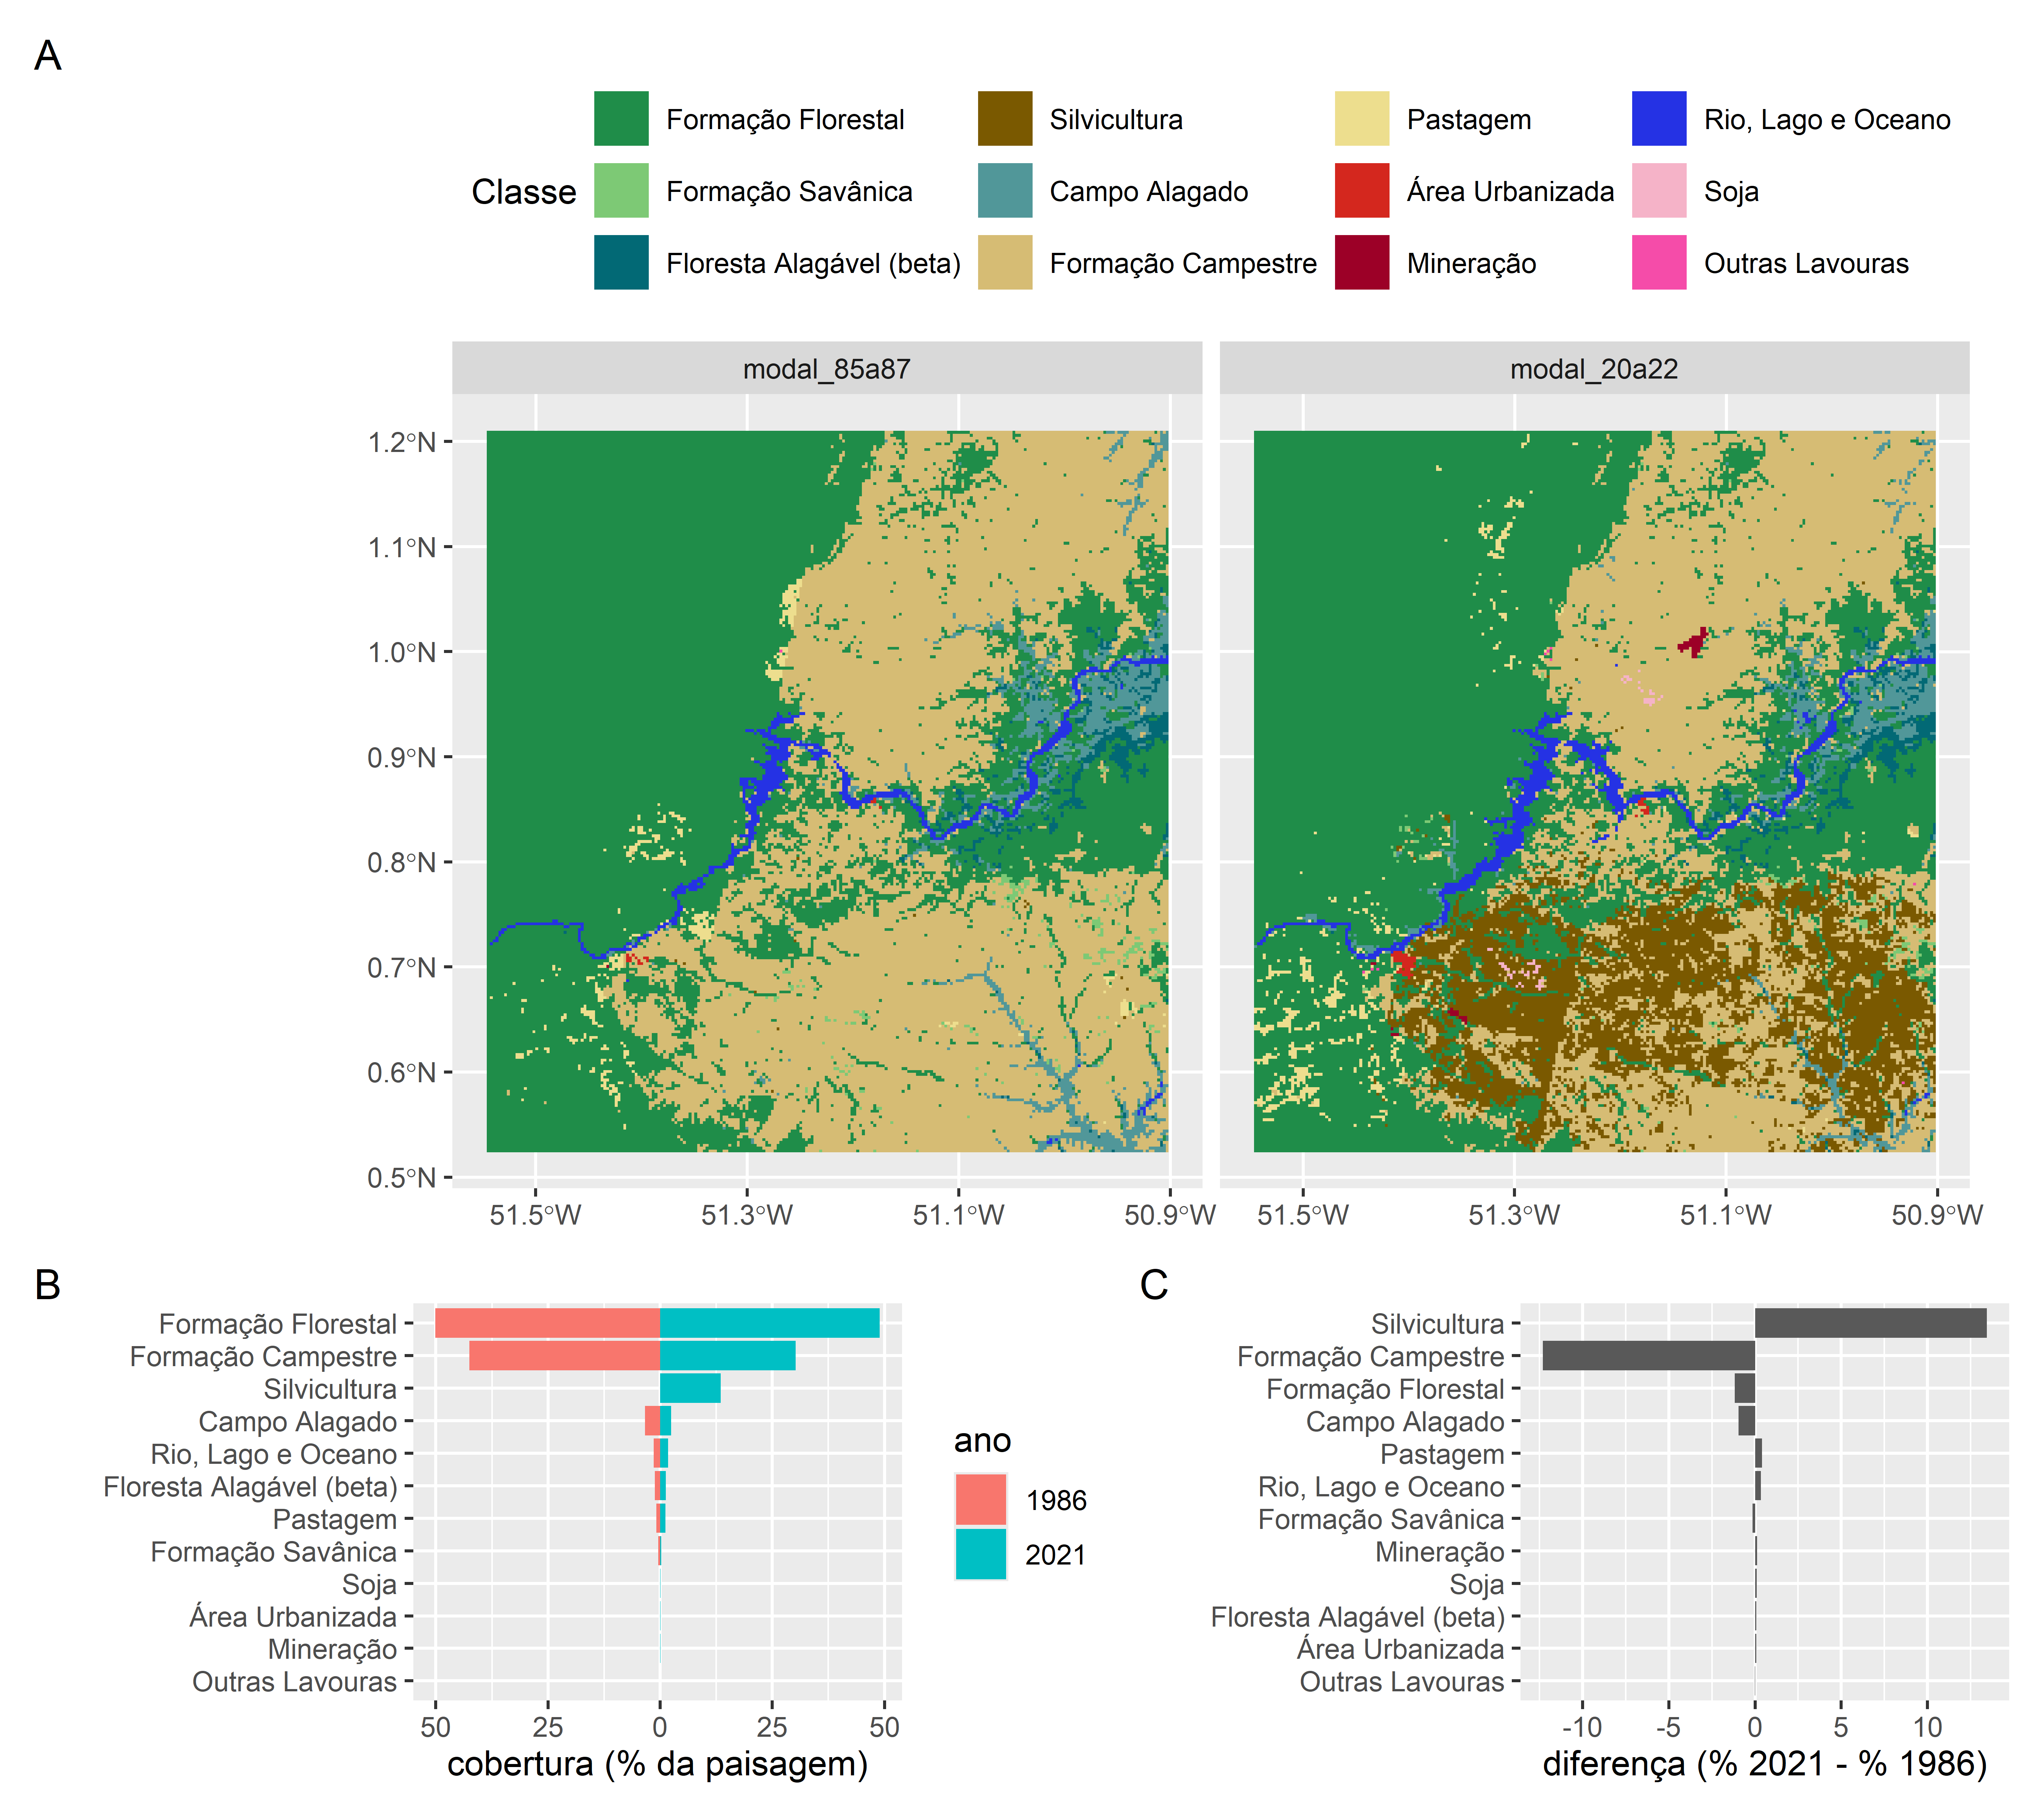 A
Classe
Formação Florestal
Silvicultura
Pastagem
Rio, Lago e Oceano
Formação Savânica
Campo Alagado
Área Urbanizada
Soja
Floresta Alagável (beta)
Formação Campestre
Mineração
Outras Lavouras
modal_85a87
modal_20a22
1.2°N
1.1°N
1.0°N
0.9°N
0.8°N
0.7°N
0.6°N
0.5°N
51.5°W 51.3°W 51.1°W 50.9°W
51.5°W 51.3°W 51.1°W 50.9°W
B
Formação Florestal
Formação Campestre
Silvicultura
Campo Alagado
Rio, Lago e Oceano
Floresta Alagável (beta)
Pastagem
Formação Savânica
Soja
Área Urbanizada
Mineração
Outras Lavouras
50 25 0 25 50
cobertura (% da paisagem)
ano
1986
2021
C
Silvicultura
Formação Campestre
Formação Florestal
Campo Alagado
Pastagem
Rio, Lago e Oceano
Formação Savânica
Mineração
Soja
Floresta Alagável (beta)
Área Urbanizada
Outras Lavouras
-10 -5 0 5 10
diferença (% 2021 - % 1986)